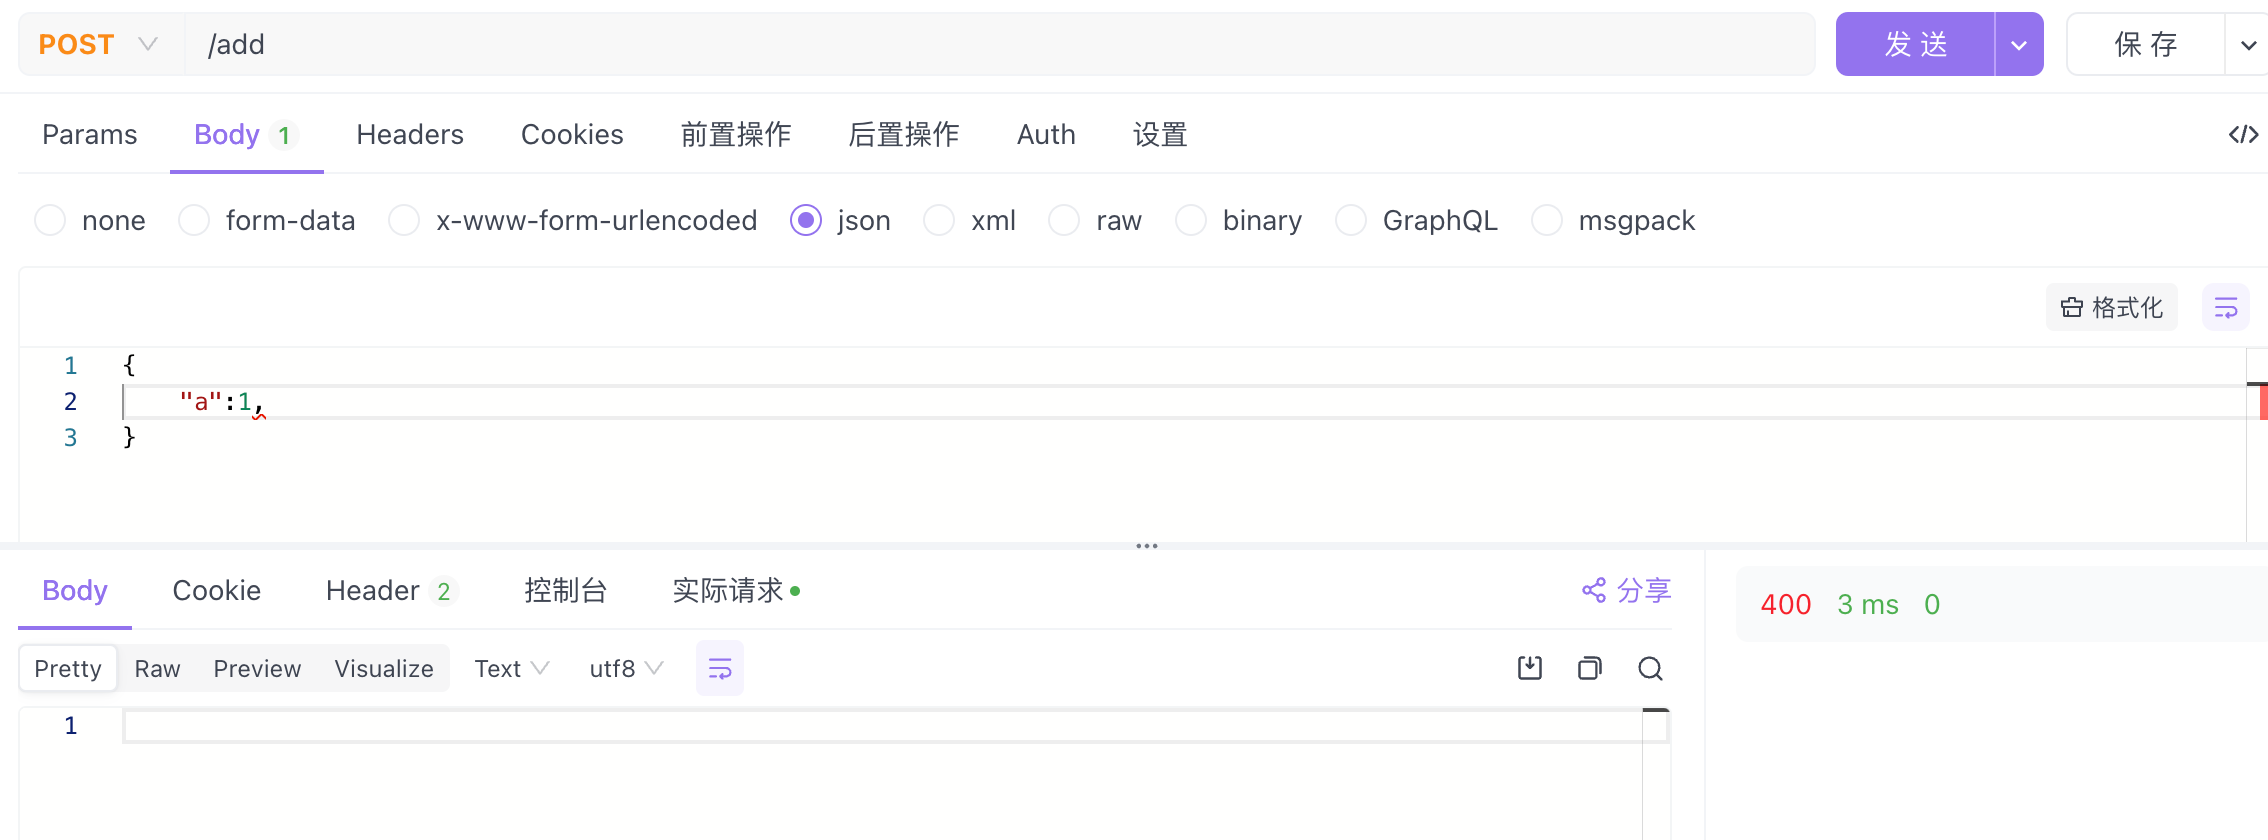 POST /add 发 送 保 存
Params Body 1 Headers Cookies 前置操作 后置操作 Auth 设置 </>
none form-data x-www-form-urlencoded json xml raw binary GraphQL msgpack
格式化
1 {
2 "a":1,
3 }
Body Cookie Header 2 控制台 实际请求 分享
400 3 ms 0
Pretty Raw Preview Visualize Text utf8
1